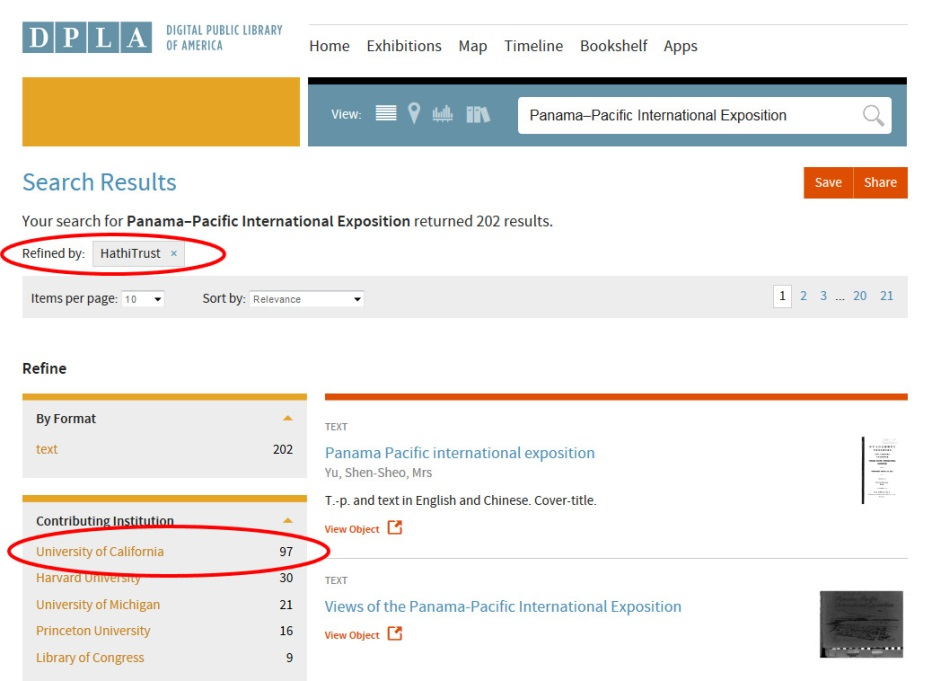 DPLA DIGITAL PUBLIC LIBRARY
OF AMERICA
Home Exhibitions Map Timeline Bookshelf Apps
View: Panama–Pacific International Exposition
Search Results
Save Share
Your search for Panama–Pacific International Exposition returned 202 results.
Refined by: HathiTrust ×
Items per page: 10 Sort by: Relevance 1 2 3 ... 20 21
Refine
By Format
text 202
Contributing Institution
University of California 97
Harvard University 30
University of Michigan 21
Princeton University 16
Library of Congress 9
TEXT
Panama Pacific international exposition
Yu, Shen-Sheo, Mrs
T.-p. and text in English and Chinese. Cover-title.
View Object
TEXT
Views of the Panama-Pacific International Exposition
View Object